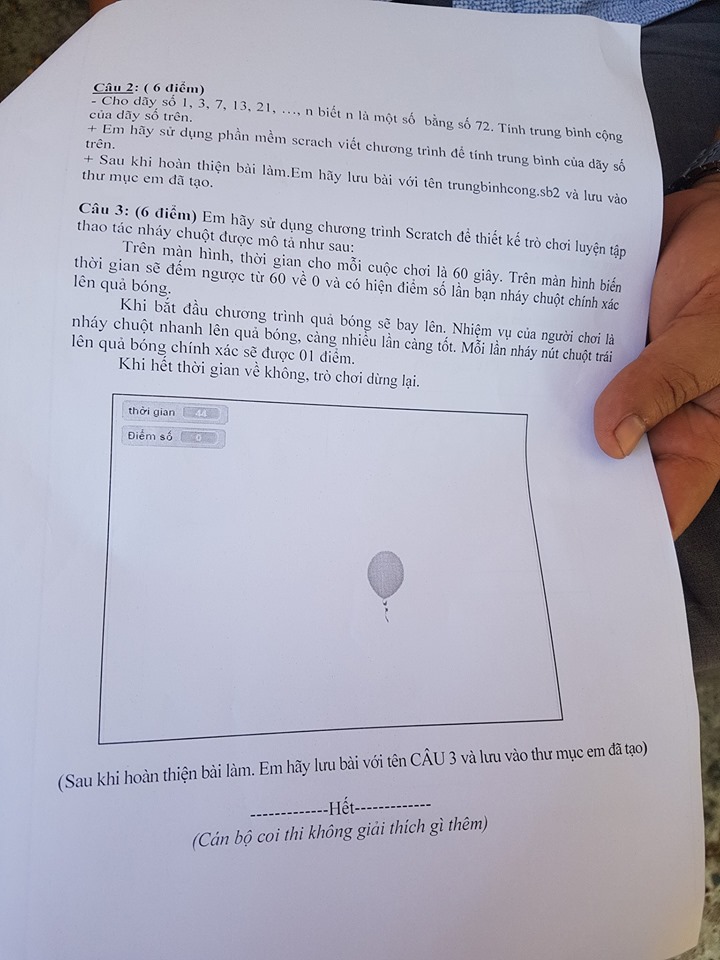 Câu 2: ( 6 điểm)
- Cho dãy số 1, 3, 7, 13, 21, …, n biết n là một số bằng số 72. Tính trung bình cộng
của dãy số trên.
+ Em hãy sử dụng phần mềm scrach viết chương trình để tính trung bình của dãy số
trên.
+ Sau khi hoàn thiện bài làm.Em hãy lưu bài với tên trungbinhcong.sb2 và lưu vào
thư mục em đã tạo.
Câu 3: (6 điểm) Em hãy sử dụng chương trình Scratch để thiết kế trò chơi luyện tập
thao tác nháy chuột được mô tả như sau:
Trên màn hình, thời gian cho mỗi cuộc chơi là 60 giây. Trên màn hình biến
thời gian sẽ đếm ngược từ 60 về 0 và có hiện điểm số lần bạn nháy chuột chính xác
lên quả bóng.
Khi bắt đầu chương trình quả bóng sẽ bay lên. Nhiệm vụ của người chơi là
nháy chuột nhanh lên quả bóng, càng nhiều lần càng tốt. Mỗi lần nháy nút chuột trái
lên quả bóng chính xác sẽ được 01 điểm.
Khi hết thời gian về không, trò chơi dừng lại.
thời gian 44
Điểm số 0
(Sau khi hoàn thiện bài làm. Em hãy lưu bài với tên CÂU 3 và lưu vào thư mục em đã tạo)
-------------Hết-------------
(Cán bộ coi thi không giải thích gì thêm)